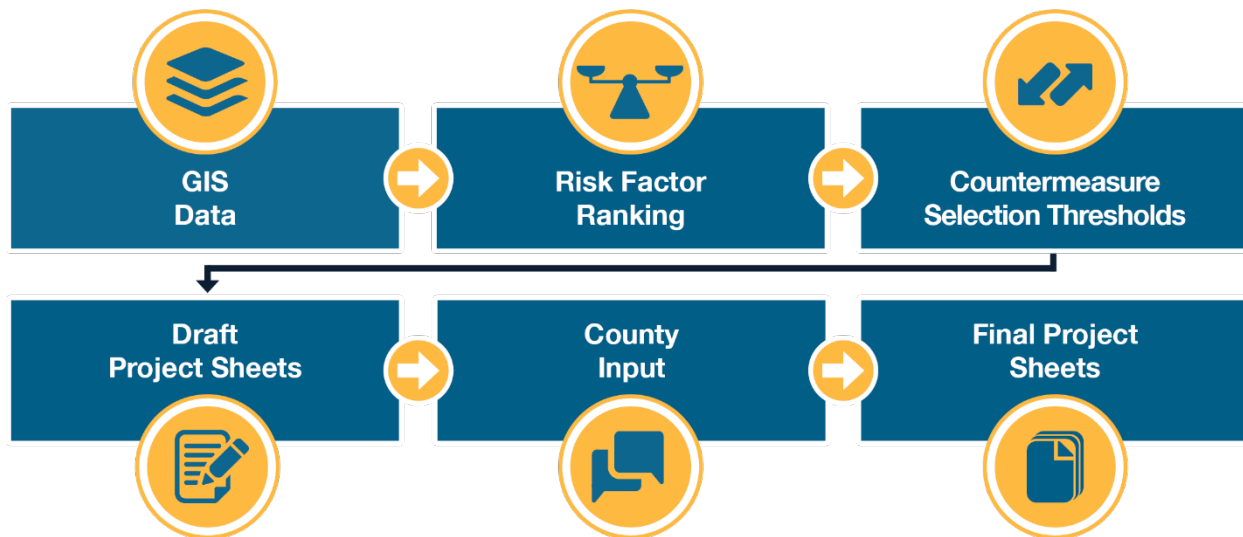 GIS
Data
Risk Factor
Ranking
Countermeasure
Selection Thresholds
Draft
Project Sheets
County
Input
Final Project
Sheets